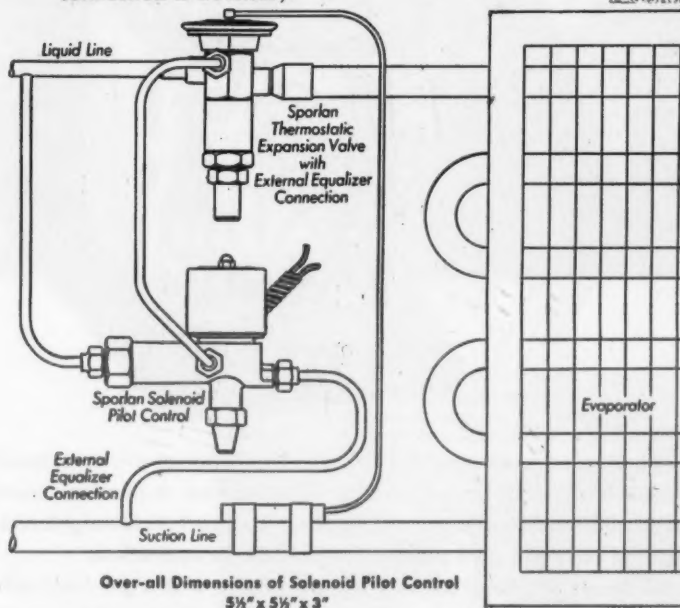 Liquid Line
Sporlan
Thermostatic
Expansion Valve
with
External Equalizer
Connection
Sporlan Solenoid
Pilot Control
Evaporator
External
Equalizer
Connection
Suction Line
Over-all Dimensions of Solenoid Pilot Control
5½" x 5½" x 3"